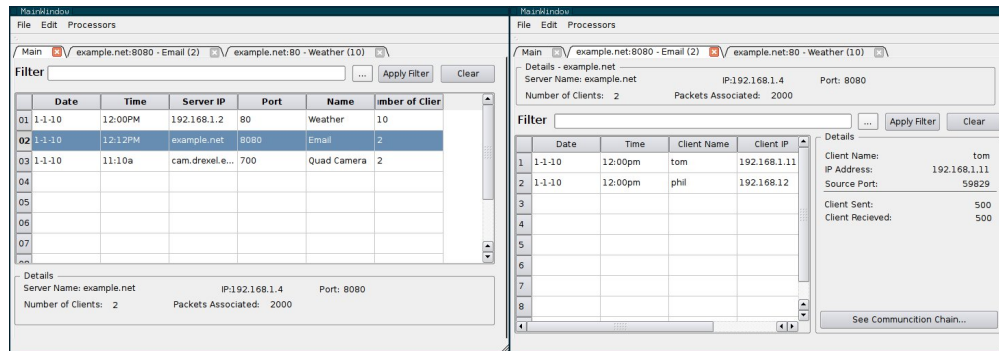 MainWindow
File Edit Processors
Main example.net:8080 - Email (2) example.net:80 - Weather (10)
Filter ... Apply Filter Clear
Date Time Server IP Port Name mber of Clier
01 1-1-10 12:00PM 192.168.1.2 80 Weather 10
02 1-1-10 12:12PM example.net 8080 Email 2
03 1-1-10 11:10a cam.drexel.e... 700 Quad Camera 2
04
05
06
07
Details
Server Name: example.net IP:192.168.1.4 Port: 8080
Number of Clients: 2 Packets Associated: 2000
MainWindow
File Edit Processors
Main example.net:8080 - Email (2) example.net:80 - Weather (10)
Details - example.net
Server Name: example.net IP:192.168.1.4 Port: 8080
Number of Clients: 2 Packets Associated: 2000
Filter ... Apply Filter Clear
Date Time Client Name Client IP
1 1-1-10 12:00pm tom 192.168.1.11
2 1-1-10 12:00pm phil 192.168.12
3
4
5
6
7
8
Details
Client Name: tom
IP Address: 192.168.1.11
Source Port: 59829
Client Sent: 500
Client Recieved: 500
See Communcition Chain...